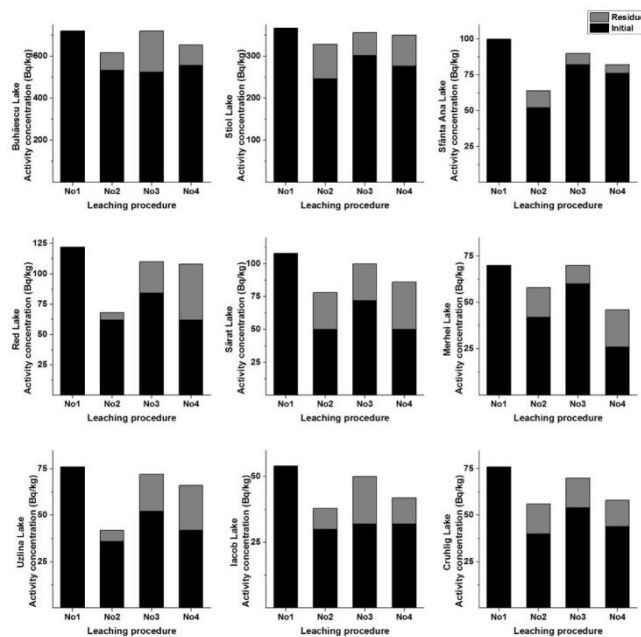 Residue
Initial
Buhăescu Lake
Activity concentration (Bq/kg)
600
400
200
No1 No2 No3 No4
Leaching procedure
Stiol Lake
Activity concentration (Bq/kg)
300
200
100
No1 No2 No3 No4
Leaching procedure
Sfânta Ana Lake
Activity concentration (Bq/kg)
100
75
50
25
No1 No2 No3 No4
Leaching procedure
Red Lake
Activity concentration (Bq/kg)
125
100
75
50
25
No1 No2 No3 No4
Leaching procedure
Sărat Lake
Activity concentration (Bq/kg)
100
75
50
25
No1 No2 No3 No4
Leaching procedure
Merhei Lake
Activity concentration (Bq/kg)
75
50
25
No1 No2 No3 No4
Leaching procedure
Uzlina Lake
Activity concentration (Bq/kg)
75
50
25
No1 No2 No3 No4
Leaching procedure
Iacob Lake
Activity concentration (Bq/kg)
50
25
No1 No2 No3 No4
Leaching procedure
Cruhlig Lake
Activity concentration (Bq/kg)
75
50
25
No1 No2 No3 No4
Leaching procedure